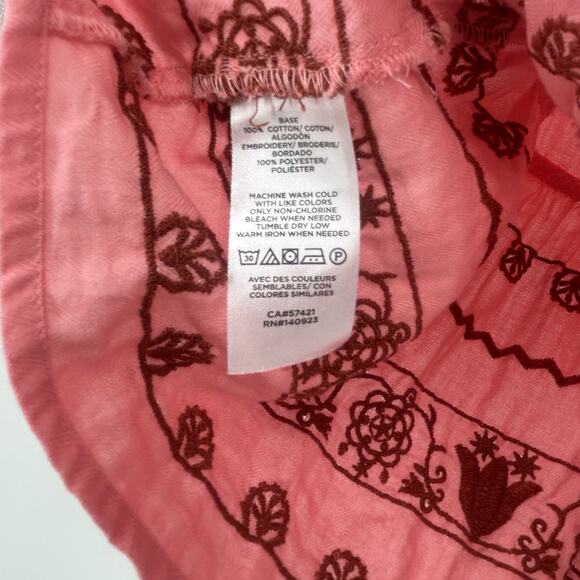 BASE
100% COTTON/ COTON/
ALGODÓN
EMBROIDERY/ BRODERIE/
BORDADO
100% POLYESTER/
POLIÉSTER
MACHINE WASH COLD
WITH LIKE COLORS
ONLY NON-CHLORINE
BLEACH WHEN NEEDED
TUMBLE DRY LOW
WARM IRON WHEN NEEDED
30 P
AVEC DES COULEURS
SEMBLABLES/ CON
COLORES SIMILARES
CA#57421
RN#140923